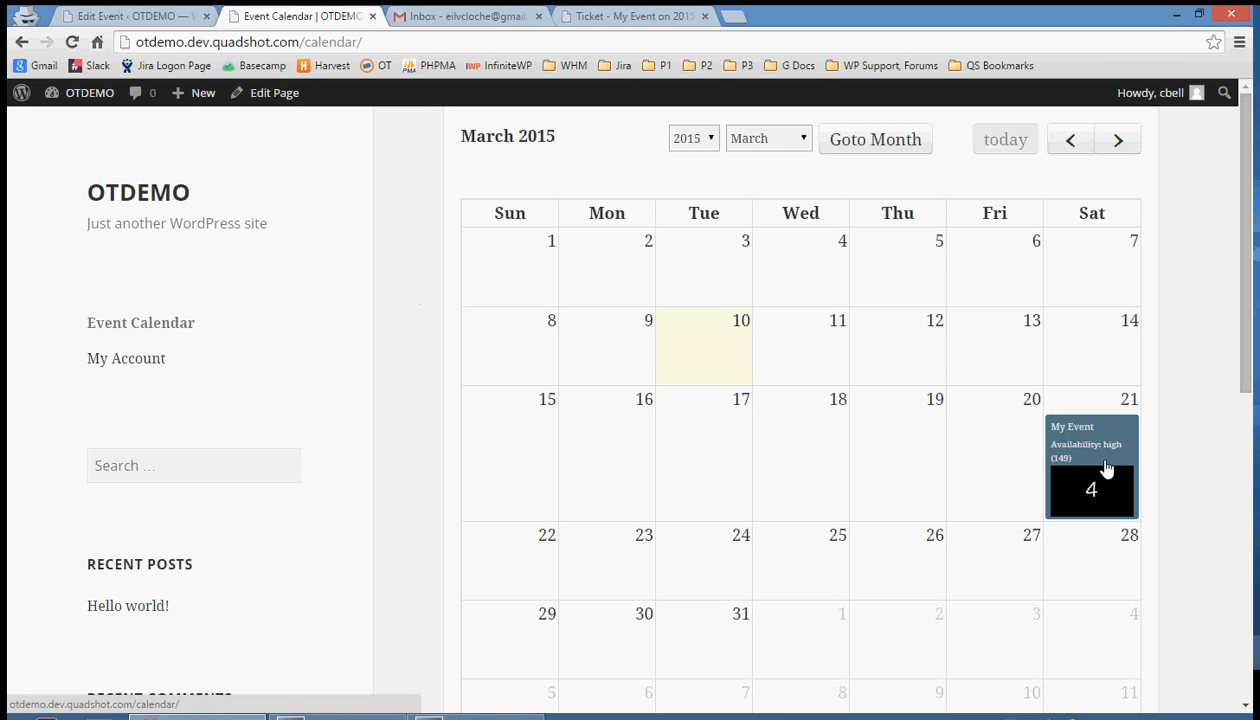 Edit Event ‹ OTDEMO —
Event Calendar | OTDEMO
Inbox - eilvcloche@gmail
Ticket - My Event on 2015
otdemo.dev.quadshot.com/calendar/
Gmail Slack Jira Logon Page Basecamp Harvest OT PHPMA InfiniteWP WHM Jira P1 P2 P3 G Docs WP Support, Forums QS Bookmarks
OTDEMO 0 New Edit Page Howdy, cbell
OTDEMO
Just another WordPress site
Event Calendar
My Account
Search …
RECENT POSTS
Hello world!
RECENT COMMENTS
March 2015 2015 March Goto Month today
Sun Mon Tue Wed Thu Fri Sat
1 2 3 4 5 6 7
8 9 10 11 12 13 14
15 16 17 18 19 20 21
My Event
Availability: high
(149)
4
22 23 24 25 26 27 28
29 30 31 1 2 3 4
5 6 7 8 9 10 11
otdemo.dev.quadshot.com/calendar/